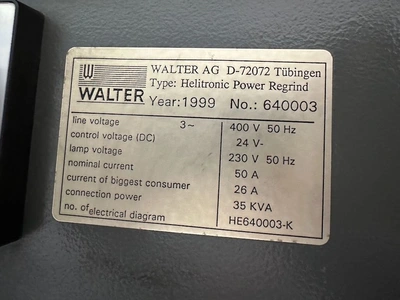 WALTER AG D-72072 Tübingen
Type: Helitronic Power Regrind
WALTER
Year: 1999 No.: 640003
line voltage 3~ 400 V 50 Hz
control voltage (DC) 24 V-
lamp voltage 230 V 50 Hz
nominal current 50 A
current of biggest consumer 26 A
connection power 35 KVA
no. of electrical diagram HE640003-K